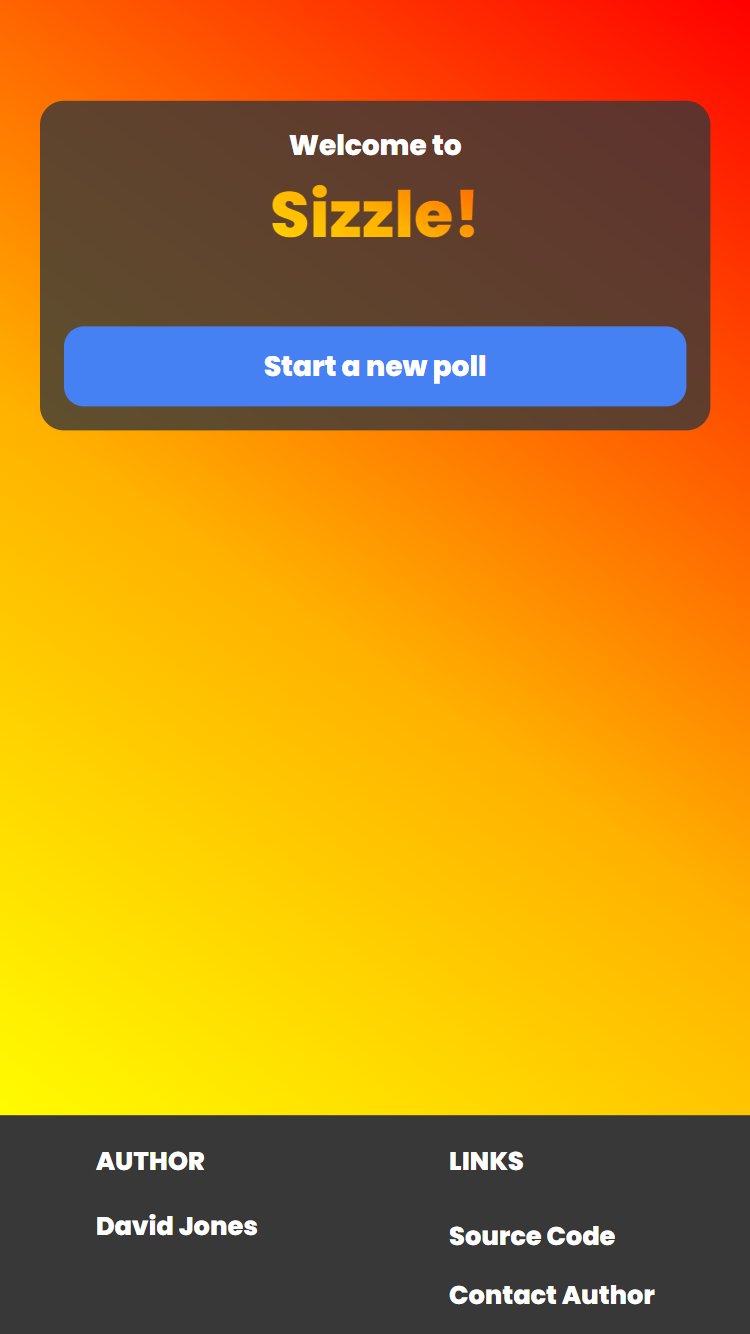 Welcome to
Sizzle!
Start a new poll
AUTHOR
David Jones
LINKS
Source Code
Contact Author